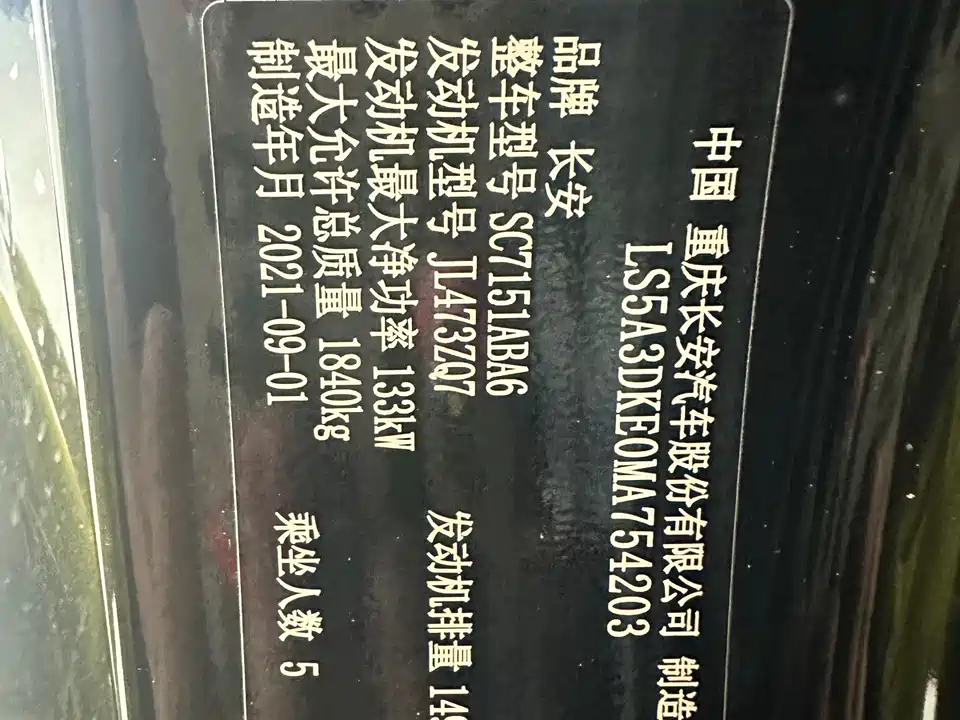 中国 重庆长安汽车股份有限公司 制造
LS5A3DKE0MA754203
品牌 长安
整车型号 SC7151ABA6
发动机型号 JL473ZQ7 发动机排量 149
发动机最大净功率 133kW
最大允许总质量 1840kg
制造年月 2021-09-01 乘坐人数 5